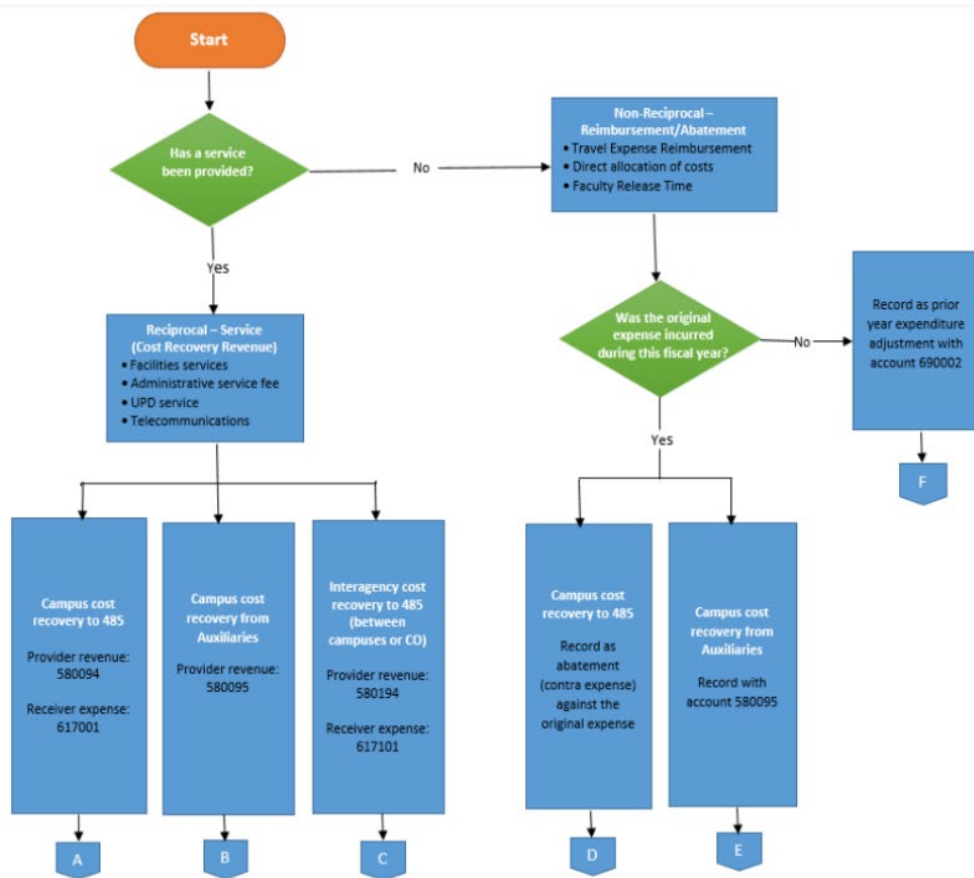 Start
Has a service
been provided?
No
Non-Reciprocal –
Reimbursement/Abatement
• Travel Expense Reimbursement
• Direct allocation of costs
• Faculty Release Time
Yes
Reciprocal – Service
(Cost Recovery Revenue)
• Facilities services
• Administrative service fee
• UPD service
• Telecommunications
Was the original
expense incurred
during this fiscal year?
No
Record as prior
year expenditure
adjustment with
account 690002
F
Yes
Campus cost
recovery to 485
Provider revenue:
580094
Receiver expense:
617001
A
Campus cost
recovery from
Auxiliaries
Provider revenue:
580095
B
Interagency cost
recovery to 485
(between
campuses or CO)
Provider revenue:
580194
Receiver expense:
617101
C
Campus cost
recovery to 485
Record as
abatement
(contra expense)
against the
original expense
D
Campus cost
recovery from
Auxiliaries
Record with
account 580095
E